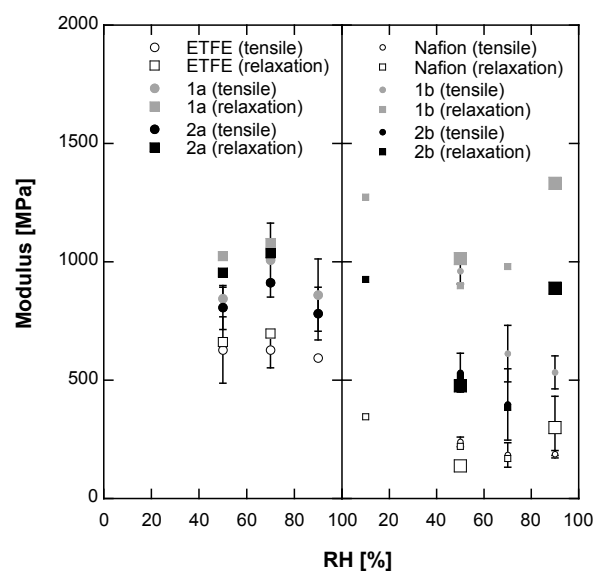 2000
1500
1000
500
0
Modulus [MPa]
ETFE (tensile)
ETFE (relaxation)
1a (tensile)
1a (relaxation)
2a (tensile)
2a (relaxation)
Nafion (tensile)
Nafion (relaxation)
1b (tensile)
1b (relaxation)
2b (tensile)
2b (relaxation)
0 20 40 60 80 100 20 40 60 80 100
RH [%]